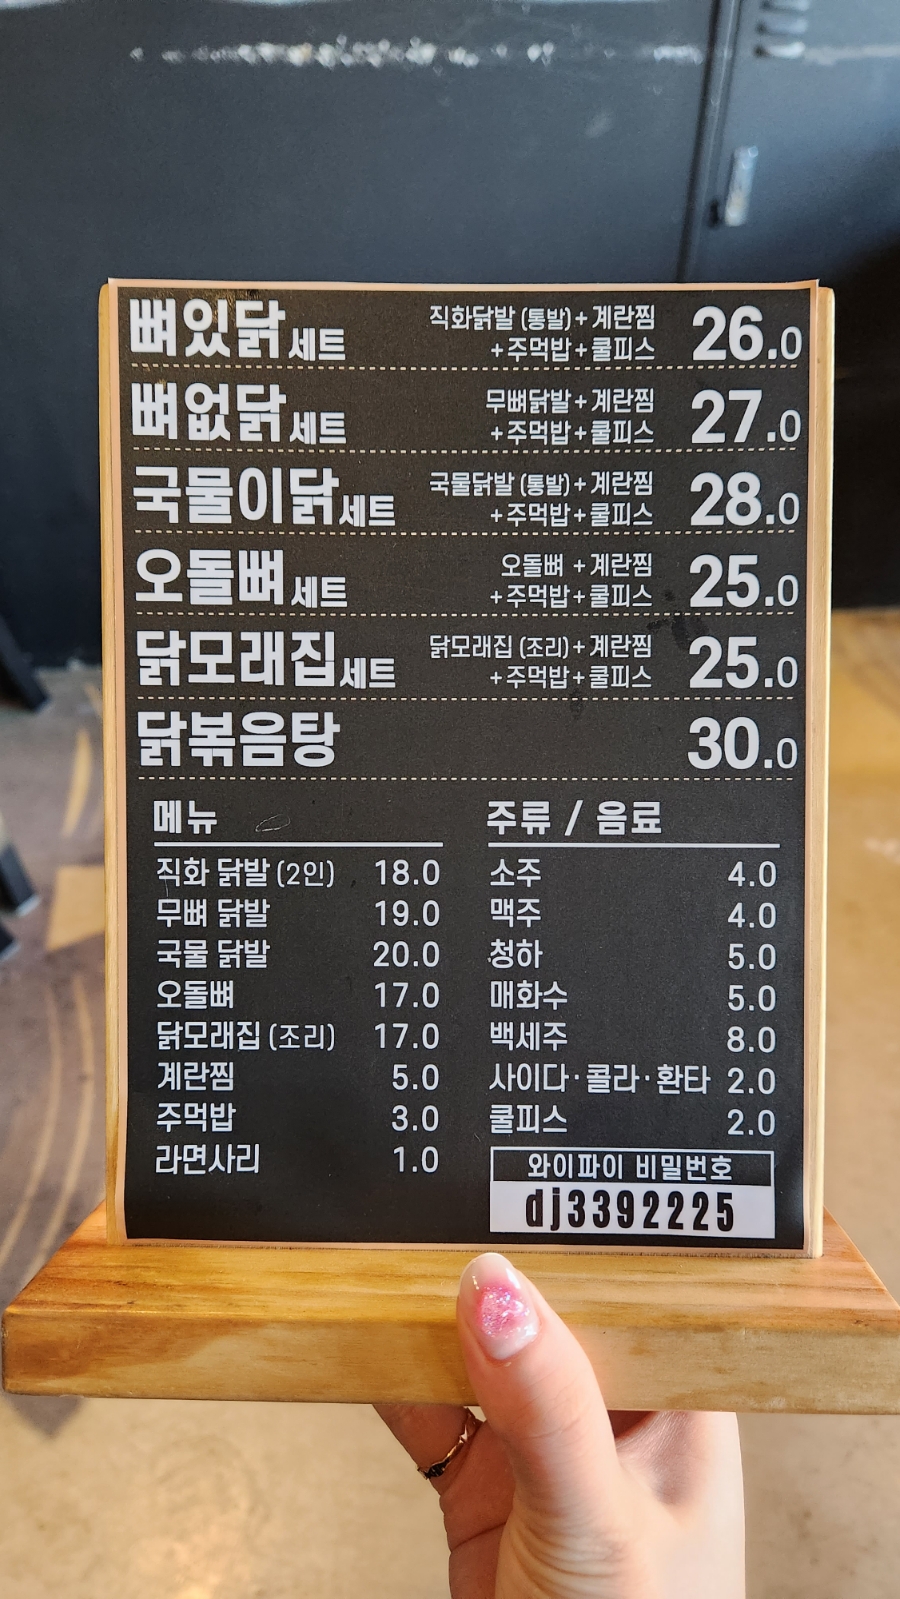 뼈있닭세트 직화닭발 (통발)+계란찜 26.0
+주먹밥+쿨피스
뼈없닭세트 무뼈닭발+계란찜 27.0
+주먹밥+쿨피스
국물이닭세트 국물닭발 (통발)+계란찜 28.0
+주먹밥+쿨피스
오돌뼈세트 오돌뼈 +계란찜 25.0
+주먹밥+쿨피스
닭모래집세트 닭모래집 (조리)+계란찜 25.0
+주먹밥+쿨피스
닭볶음탕 30.0
메뉴
직화 닭발 (2인) 18.0
무뼈 닭발 19.0
국물 닭발 20.0
오돌뼈 17.0
닭모래집 (조리) 17.0
계란찜 5.0
주먹밥 3.0
라면사리 1.0
주류 / 음료
소주 4.0
맥주 4.0
청하 5.0
매화수 5.0
백세주 8.0
사이다·콜라·환타 2.0
쿨피스 2.0
와이파이 비밀번호
dj3392225